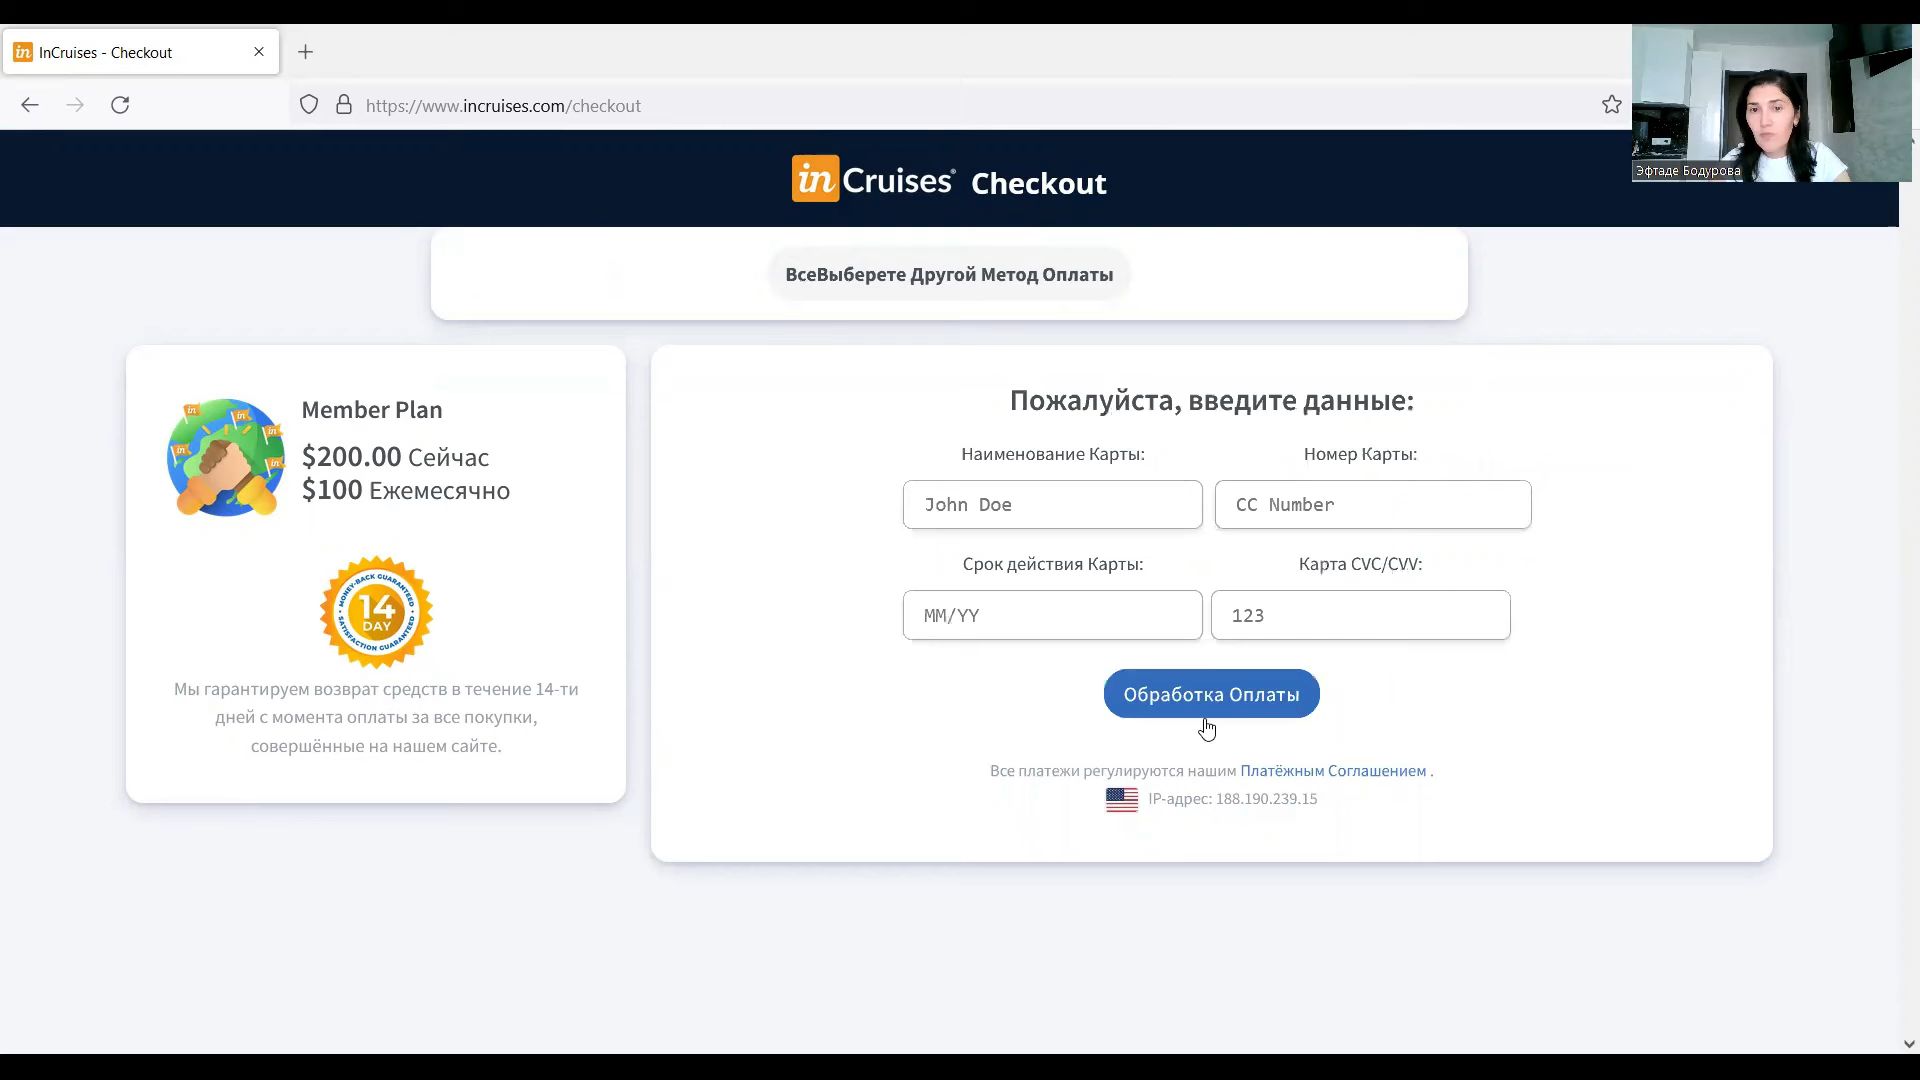 in InCruises - Checkout
https://www.incruises.com/checkout
Эфтаде Бодурова
inCruises® Checkout
ВсеВыберете Другой Метод Оплаты
Member Plan
$200.00 Сейчас
$100 Ежемесячно
MONEY-BACK GUARANTEED
14
DAY
SATISFACTION GUARANTEED
Мы гарантируем возврат средств в течение 14-ти
дней с момента оплаты за все покупки,
совершённые на нашем сайте.
Пожалуйста, введите данные:
Наименование Карты:
Номер Карты:
John Doe
CC Number
Срок действия Карты:
Карта CVC/CVV:
MM/YY
123
Обработка Оплаты
Все платежи регулируются нашим Платёжным Соглашением .
IP-адрес: 188.190.239.15